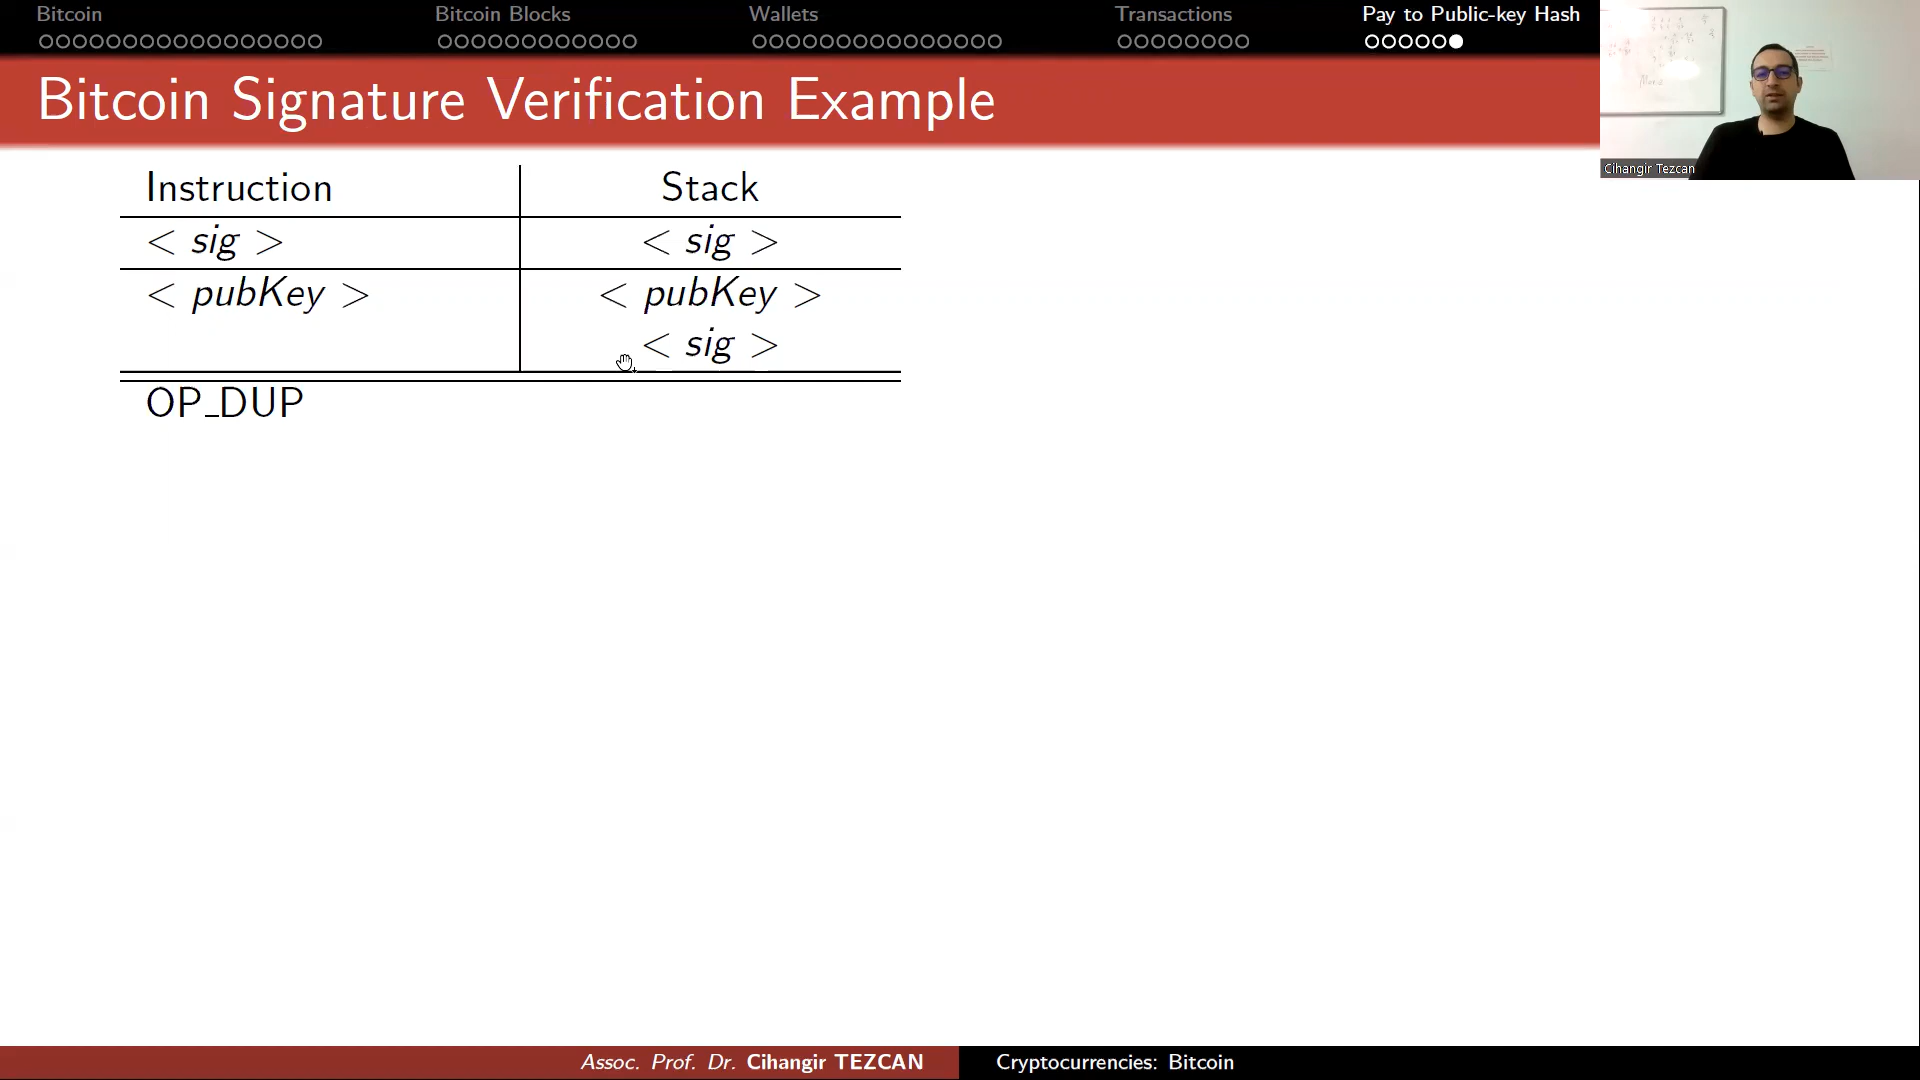 Bitcoin Bitcoin Blocks Wallets Transactions Pay to Public-key Hash
Bitcoin Signature Verification Example
Cihangir Tezcan
Instruction Stack
< sig > < sig >
< pubKey > < pubKey >
< sig >
OP_DUP
Assoc. Prof. Dr. Cihangir TEZCAN Cryptocurrencies: Bitcoin